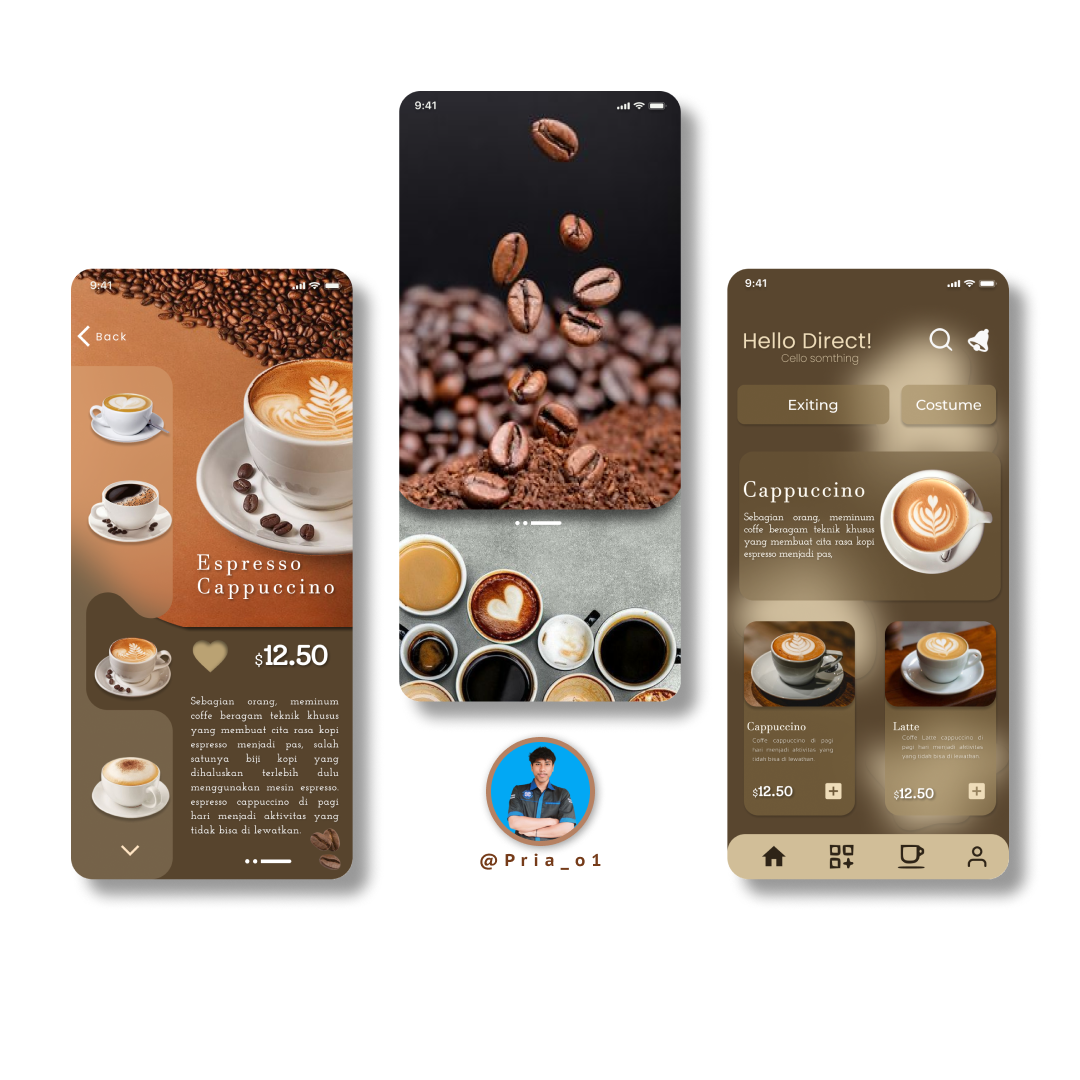 9:41
Back
Espresso
Cappuccino
$12.50
Sebagian orang, meminum
coffe beragam teknik khusus
yang membuat cita rasa kopi
espresso menjadi pas, salah
satunya biji kopi yang
dihaluskan terlebih dulu
menggunakan mesin espresso.
espresso cappuccino di pagi
hari menjadi aktivitas yang
tidak bisa di lewatkan.
9:41
@Pria_o1
9:41
Hello Direct!
Cello somthing
Exiting
Costume
Cappuccino
Sebagian orang, meminum
coffe beragam teknik khusus
yang membuat cita rasa kopi
espresso menjadi pas,
Cappuccino
Coffe cappuccino di pagi
hari menjadi aktivitas yang
tidah bisa di lewatkan.
$12.50
Latte
Coffe Latte cappuccino di
pagi hari menjadi aktivitas
yang tidak bisa di lewatkan.
$12.50